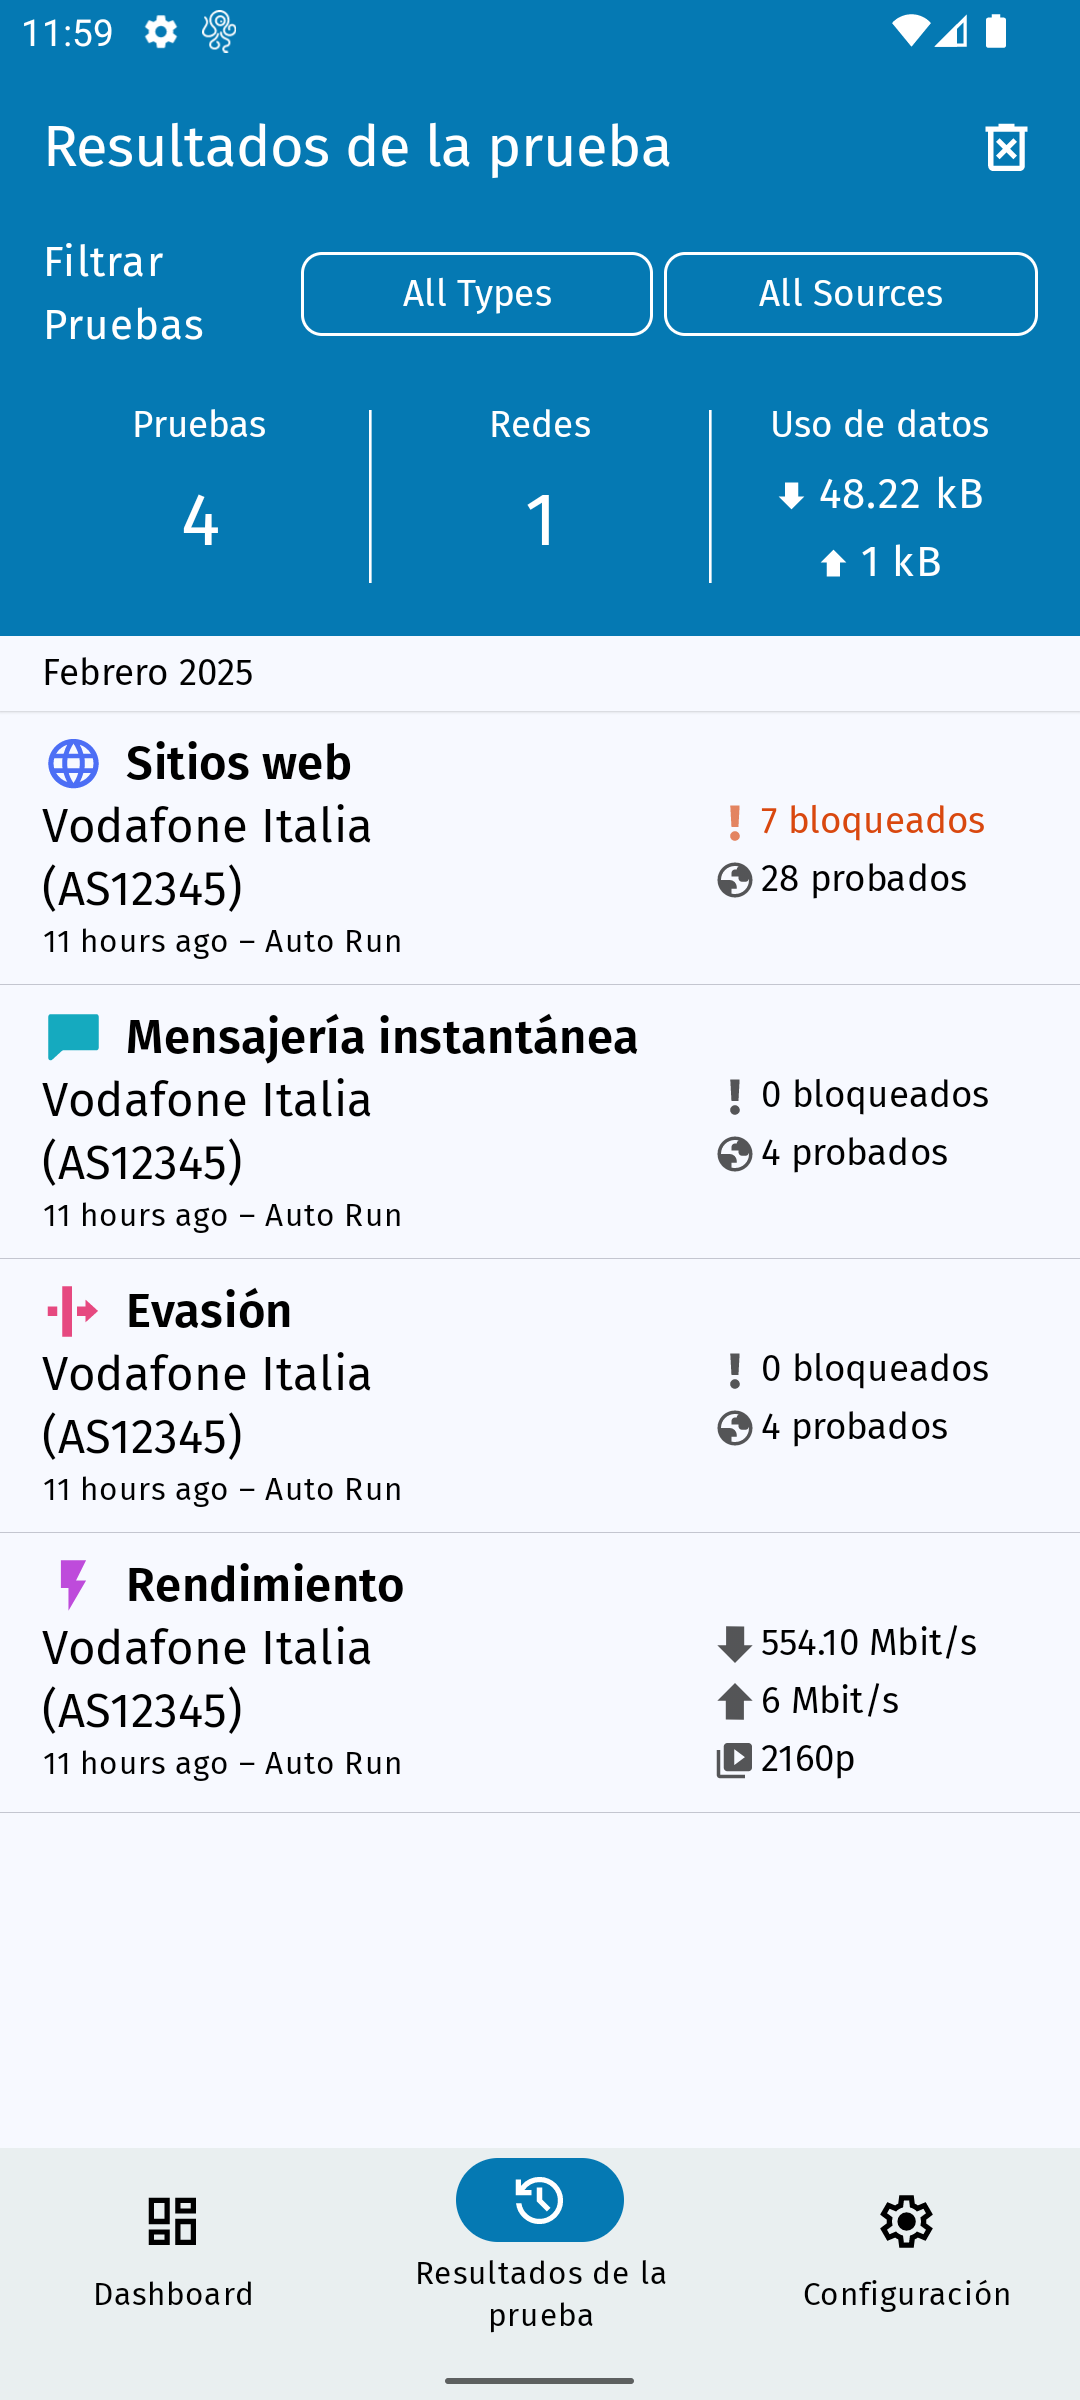 11:59
Resultados de la prueba
Filtrar
Pruebas
All Types
All Sources
Pruebas
4
Redes
1
Uso de datos
48.22 kB
1 kB
Febrero 2025
Sitios web
Vodafone Italia
(AS12345)
11 hours ago – Auto Run
7 bloqueados
28 probados
Mensajería instantánea
Vodafone Italia
(AS12345)
11 hours ago – Auto Run
0 bloqueados
4 probados
Evasión
Vodafone Italia
(AS12345)
11 hours ago – Auto Run
0 bloqueados
4 probados
Rendimiento
Vodafone Italia
(AS12345)
11 hours ago – Auto Run
554.10 Mbit/s
6 Mbit/s
2160p
Dashboard
Resultados de la
prueba
Configuración